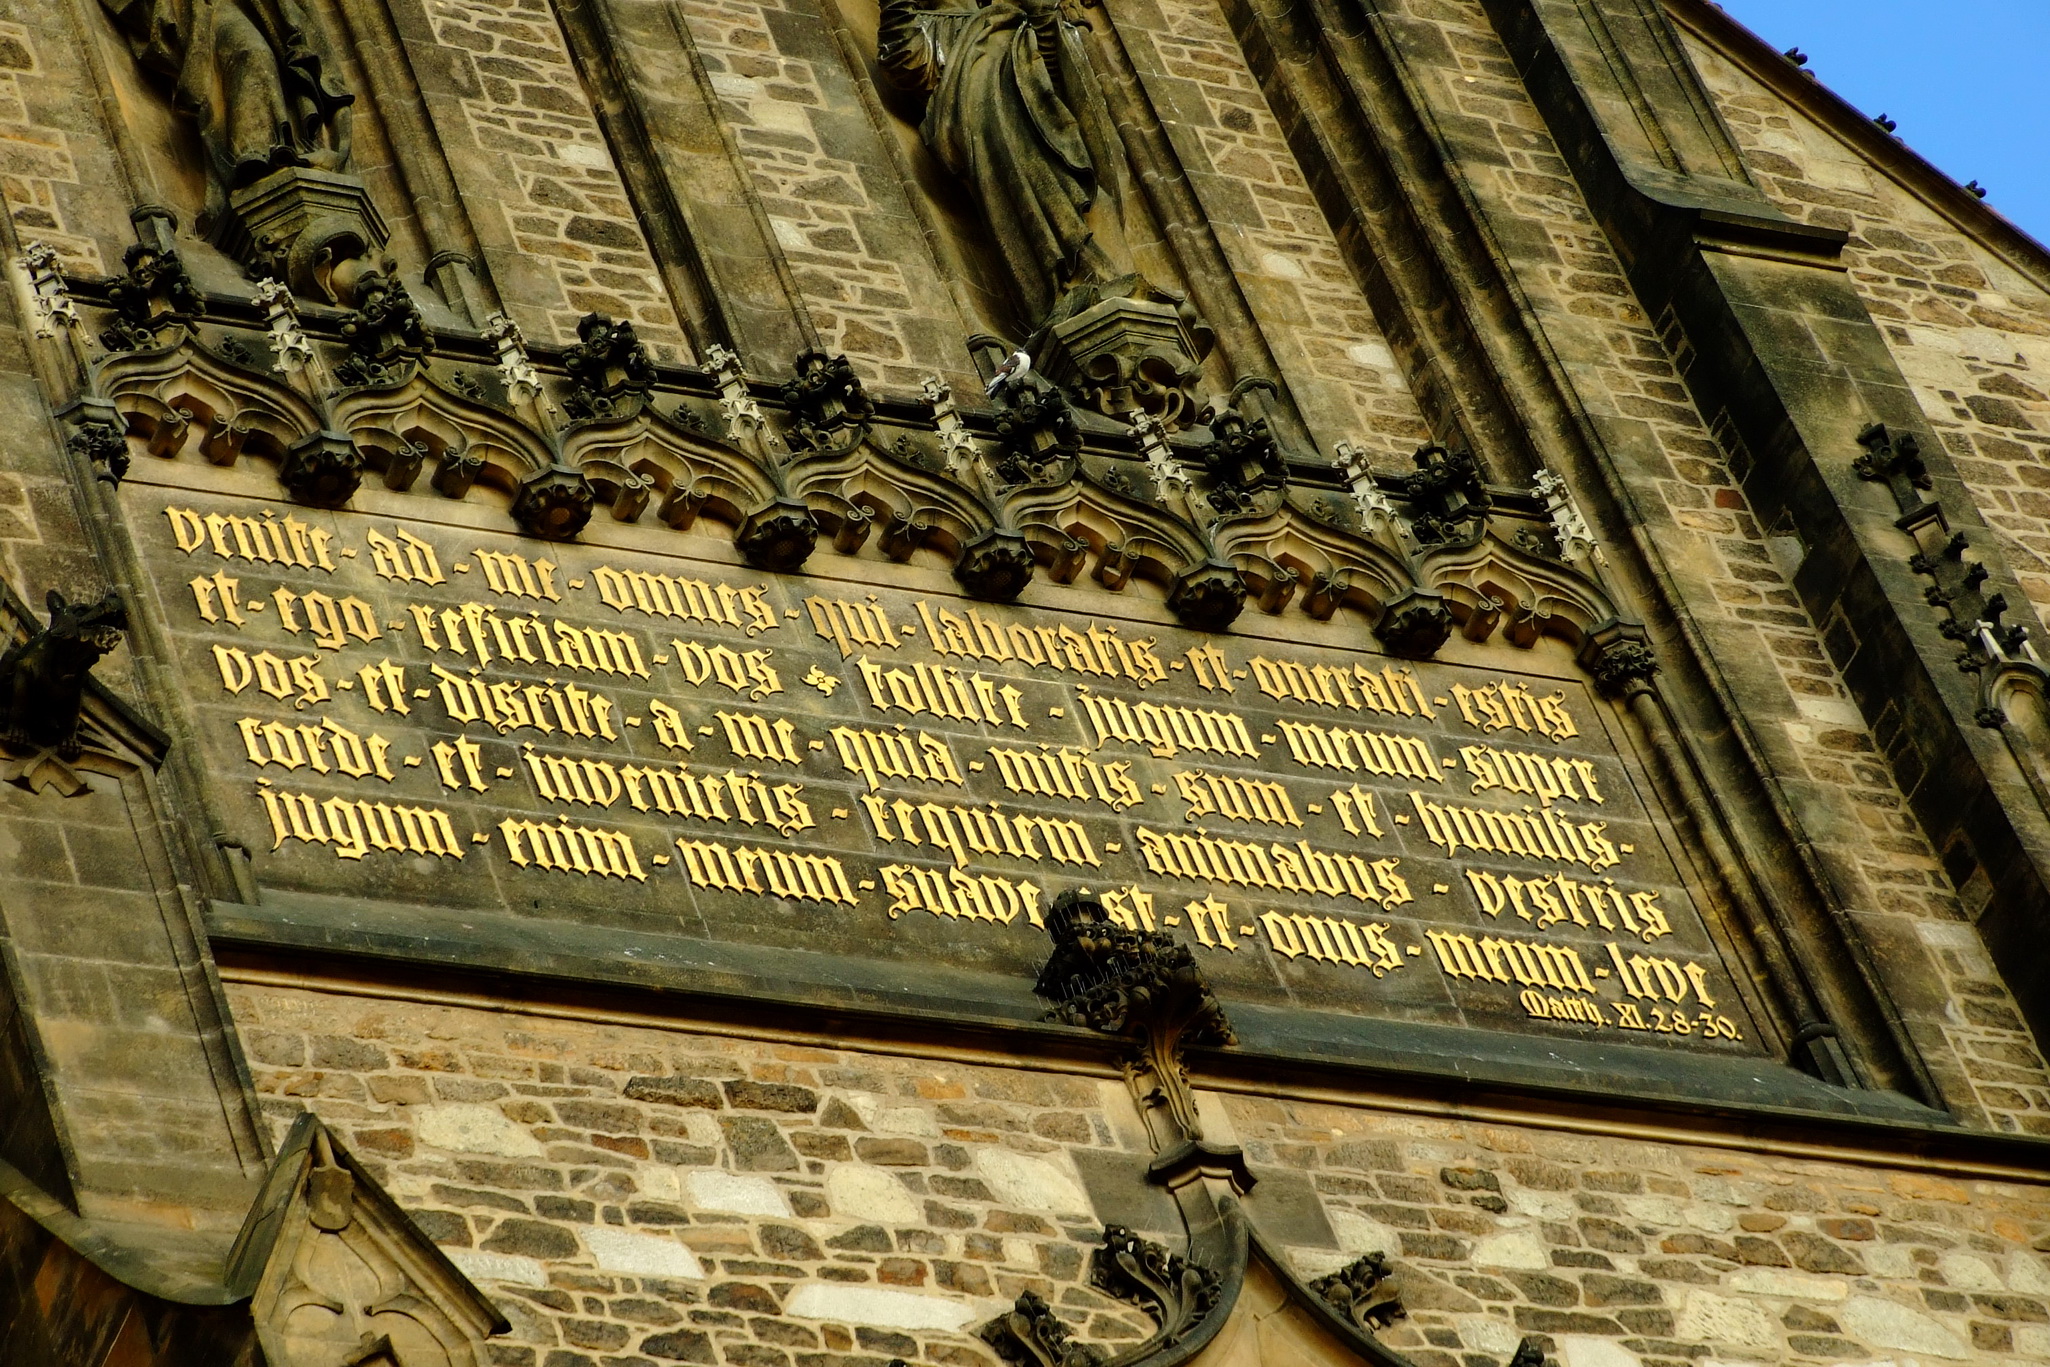 venite-ad-me-omnes-qui-laboratis-et-onerati-estis
et-ego-reficiam-vos tollite-jugum-meum-super
vos-et-discite-a-me-quia-mitis-sum-et-humilis-
corde-et-invenietis-requiem-animabus-vestris
jugum-enim-meum-suave est-et-onus-meum-leve
Matth. XI. 28-30.